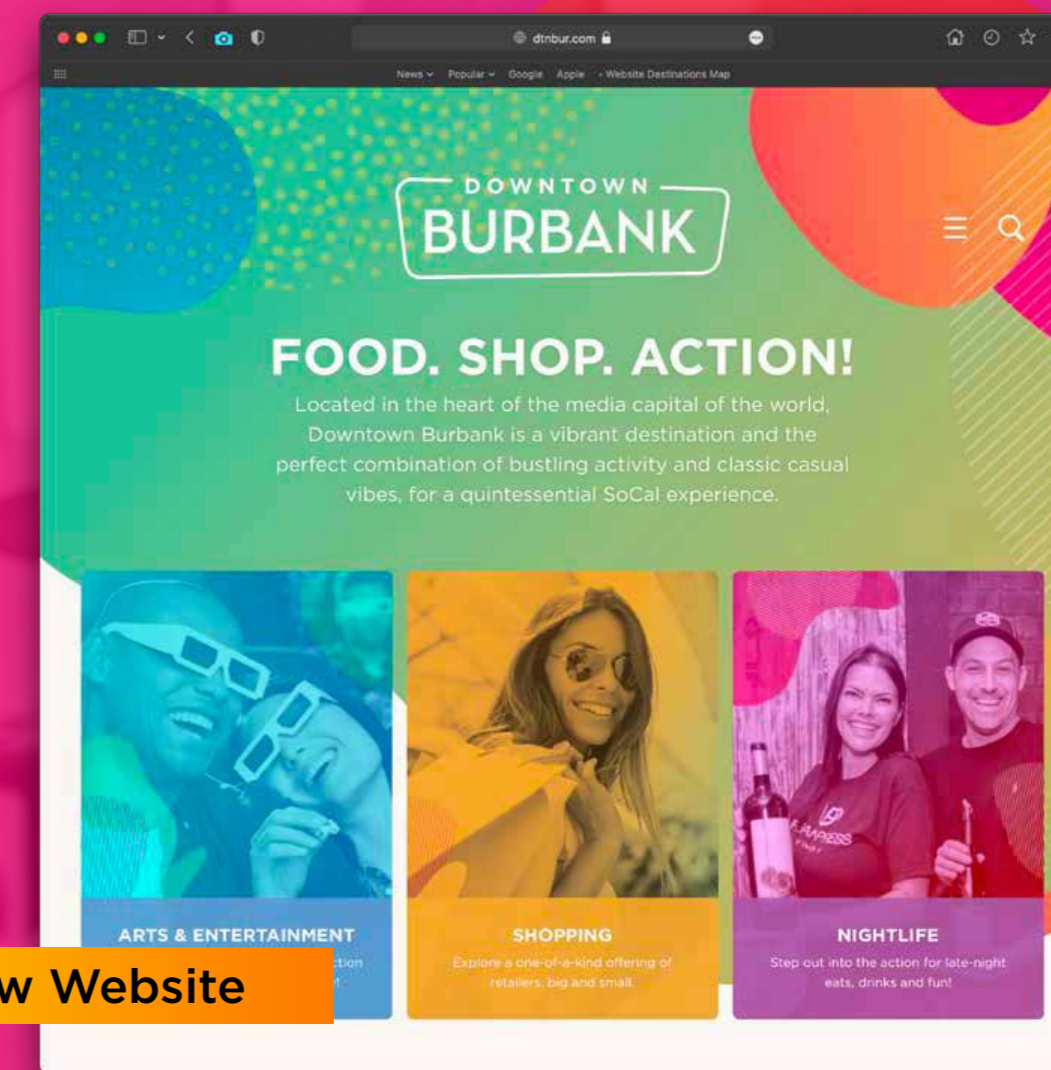 dtnbur.com
News Popular Google Apple Website Destinations Map
DOWNTOWN
BURBANK
FOOD. SHOP. ACTION!
Located in the heart of the media capital of the world,
Downtown Burbank is a vibrant destination and the
perfect combination of bustling activity and classic casual
vibes, for a quintessential SoCal experience.
ARTS & ENTERTAINMENT
SHOPPING
Explore a one-of-a-kind offering of
retailers, big and small.
NIGHTLIFE
Step out into the action for late-night
eats, drinks and fun!
w Website